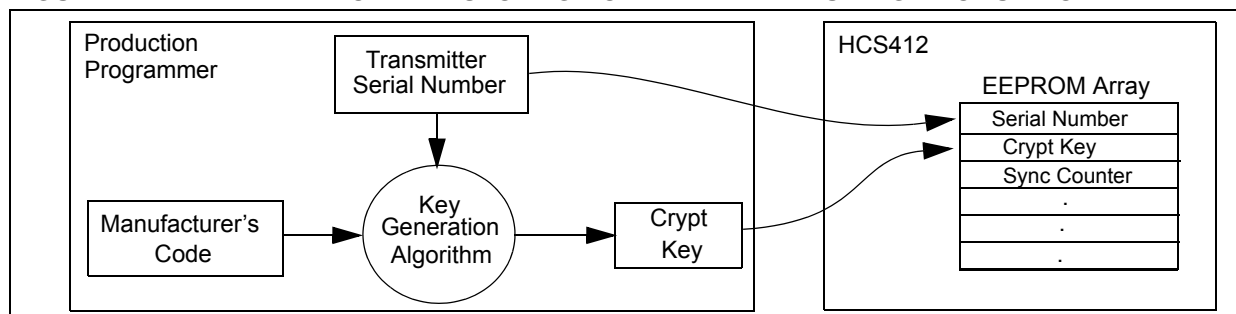 Production
Programmer
Transmitter
Serial Number
Manufacturer's
Code
Key
Generation
Algorithm
Crypt
Key
HCS412
EEPROM Array
Serial Number
Crypt Key
Sync Counter
.
.
.